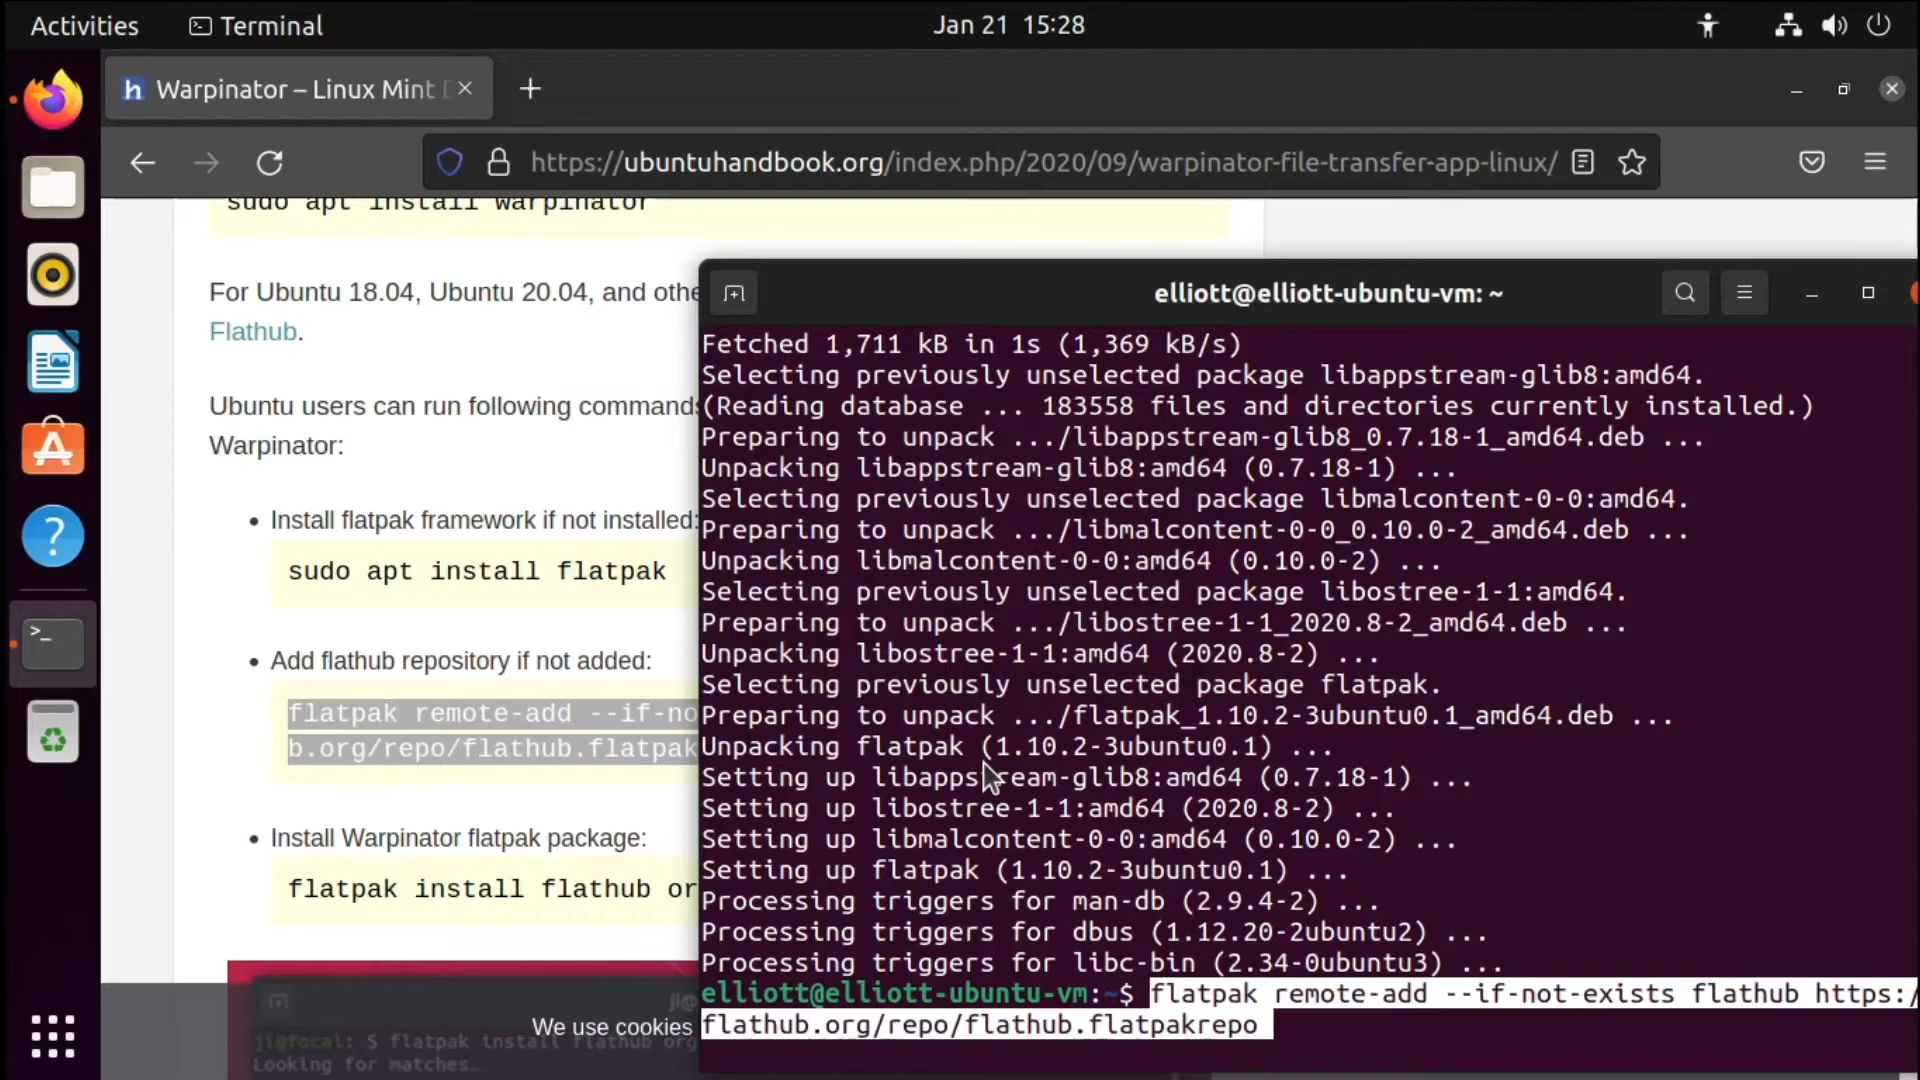 Activities
Terminal
Jan 21 15:28
Warpinator – Linux Mint
https://ubuntuhandbook.org/index.php/2020/09/warpinator-file-transfer-app-linux/
sudo apt install warpinator
For Ubuntu 18.04, Ubuntu 20.04, and othe
Flathub.
Ubuntu users can run following commands
Warpinator:
• Install flatpak framework if not installed:
sudo apt install flatpak
• Add flathub repository if not added:
flatpak remote-add --if-no
b.org/repo/flathub.flatpak
• Install Warpinator flatpak package:
flatpak install flathub or
We use cookies
ji@focal:~$ flatpak install flathub org
Looking for matches…
elliott@elliott-ubuntu-vm: ~
Fetched 1,711 kB in 1s (1,369 kB/s)
Selecting previously unselected package libappstream-glib8:amd64.
(Reading database ... 183558 files and directories currently installed.)
Preparing to unpack .../libappstream-glib8_0.7.18-1_amd64.deb ...
Unpacking libappstream-glib8:amd64 (0.7.18-1) ...
Selecting previously unselected package libmalcontent-0-0:amd64.
Preparing to unpack .../libmalcontent-0-0_0.10.0-2_amd64.deb ...
Unpacking libmalcontent-0-0:amd64 (0.10.0-2) ...
Selecting previously unselected package libostree-1-1:amd64.
Preparing to unpack .../libostree-1-1_2020.8-2_amd64.deb ...
Unpacking libostree-1-1:amd64 (2020.8-2) ...
Selecting previously unselected package flatpak.
Preparing to unpack .../flatpak_1.10.2-3ubuntu0.1_amd64.deb ...
Unpacking flatpak (1.10.2-3ubuntu0.1) ...
Setting up libappstream-glib8:amd64 (0.7.18-1) ...
Setting up libostree-1-1:amd64 (2020.8-2) ...
Setting up libmalcontent-0-0:amd64 (0.10.0-2) ...
Setting up flatpak (1.10.2-3ubuntu0.1) ...
Processing triggers for man-db (2.9.4-2) ...
Processing triggers for dbus (1.12.20-2ubuntu2) ...
Processing triggers for libc-bin (2.34-0ubuntu3) ...
elliott@elliott-ubuntu-vm:~$ flatpak remote-add --if-not-exists flathub https:/
flathub.org/repo/flathub.flatpakrepo